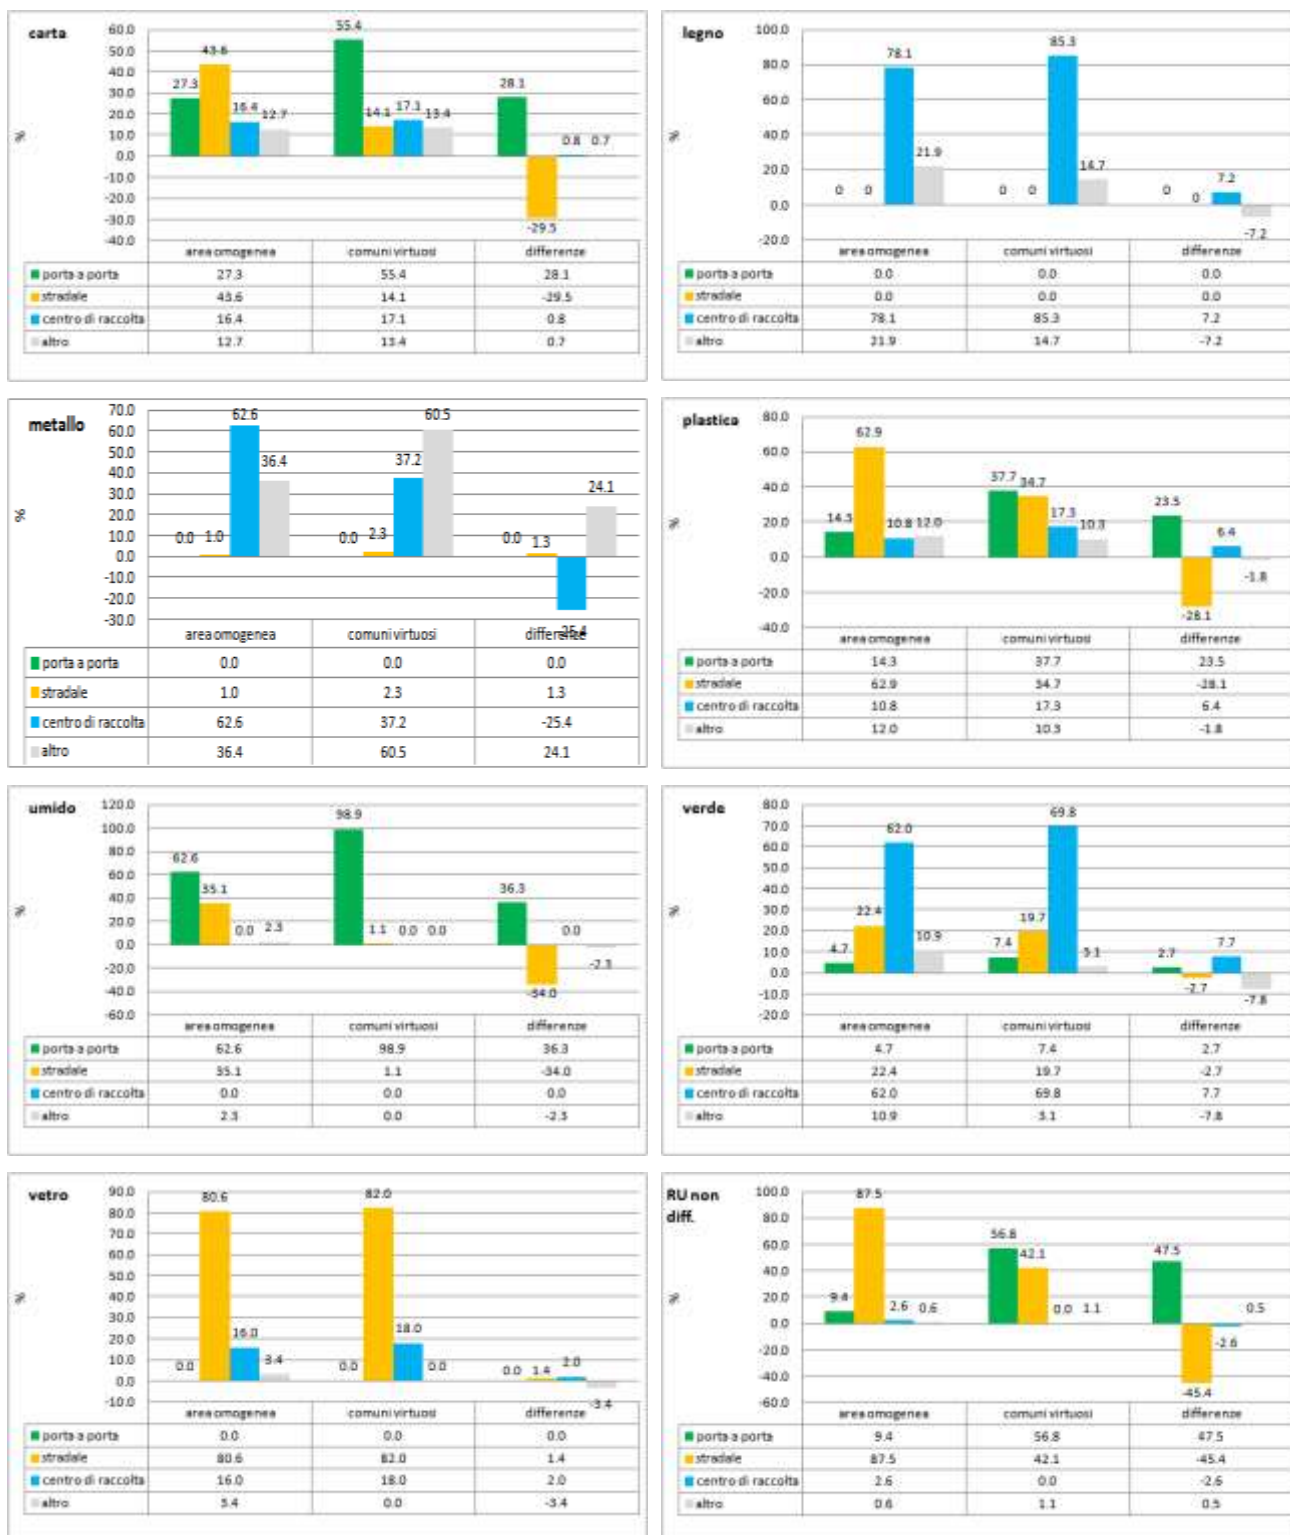 carta
60.0
50.0
40.0
30.0
20.0
10.0
0.0
-10.0
-20.0
-30.0
-40.0
%
27.3 43.6 16.4 12.7
55.4 14.1 17.1 13.4
28.1 -29.5 0.8 0.7
area omogenea comuni virtuosi differenze
porta a porta 27.3 55.4 28.1
stradale 43.6 14.1 -29.5
centro di raccolta 16.4 17.1 0.8
altro 12.7 13.4 0.7
legno
100.0
80.0
60.0
40.0
20.0
0.0
-20.0
%
0 0 78.1 21.9
0 0 85.3 14.7
0 0 7.2 -7.2
area omogenea comuni virtuosi differenze
porta a porta 0.0 0.0 0.0
stradale 0.0 0.0 0.0
centro di raccolta 78.1 85.3 7.2
altro 21.9 14.7 -7.2
metallo
70.0
60.0
50.0
40.0
30.0
20.0
10.0
0.0
-10.0
-20.0
-30.0
%
0.0 1.0 62.6 36.4
0.0 2.3 37.2 60.5
0.0 1.3 -25.4 24.1
area omogenea comuni virtuosi differenze
porta a porta 0.0 0.0 0.0
stradale 1.0 2.3 1.3
centro di raccolta 62.6 37.2 -25.4
altro 36.4 60.5 24.1
plastica
80.0
60.0
40.0
20.0
0.0
-20.0
-40.0
%
14.3 62.9 10.8 12.0
37.7 34.7 17.3 10.3
23.5 -28.1 6.4 -1.8
area omogenea comuni virtuosi differenze
porta a porta 14.3 37.7 23.5
stradale 62.9 34.7 -28.1
centro di raccolta 10.8 17.3 6.4
altro 12.0 10.3 -1.8
umido
120.0
100.0
80.0
60.0
40.0
20.0
0.0
-20.0
-40.0
-60.0
%
62.6 35.1 0.0 2.3
98.9 1.1 0.0 0.0
36.3 -34.0 0.0 -2.3
area omogenea comuni virtuosi differenze
porta a porta 62.6 98.9 36.3
stradale 35.1 1.1 -34.0
centro di raccolta 0.0 0.0 0.0
altro 2.3 0.0 -2.3
verde
80.0
70.0
60.0
50.0
40.0
30.0
20.0
10.0
0.0
-10.0
-20.0
%
4.7 22.4 62.0 10.9
7.4 19.7 69.8 3.1
2.7 -2.7 7.7 -7.8
area omogenea comuni virtuosi differenze
porta a porta 4.7 7.4 2.7
stradale 22.4 19.7 -2.7
centro di raccolta 62.0 69.8 7.7
altro 10.9 3.1 -7.8
vetro
90.0
80.0
70.0
60.0
50.0
40.0
30.0
20.0
10.0
0.0
-10.0
%
0.0 80.6 16.0 3.4
0.0 82.0 18.0 0.0
0.0 1.4 2.0 -3.4
area omogenea comuni virtuosi differenze
porta a porta 0.0 0.0 0.0
stradale 80.6 82.0 1.4
centro di raccolta 16.0 18.0 2.0
altro 3.4 0.0 -3.4
RU non
diff.
100.0
80.0
60.0
40.0
20.0
0.0
-20.0
-40.0
-60.0
%
9.4 87.5 2.6 0.6
56.8 42.1 0.0 1.1
47.5 -45.4 -2.6 0.5
area omogenea comuni virtuosi differenze
porta a porta 9.4 56.8 47.5
stradale 87.5 42.1 -45.4
centro di raccolta 2.6 0.0 -2.6
altro 0.6 1.1 0.5